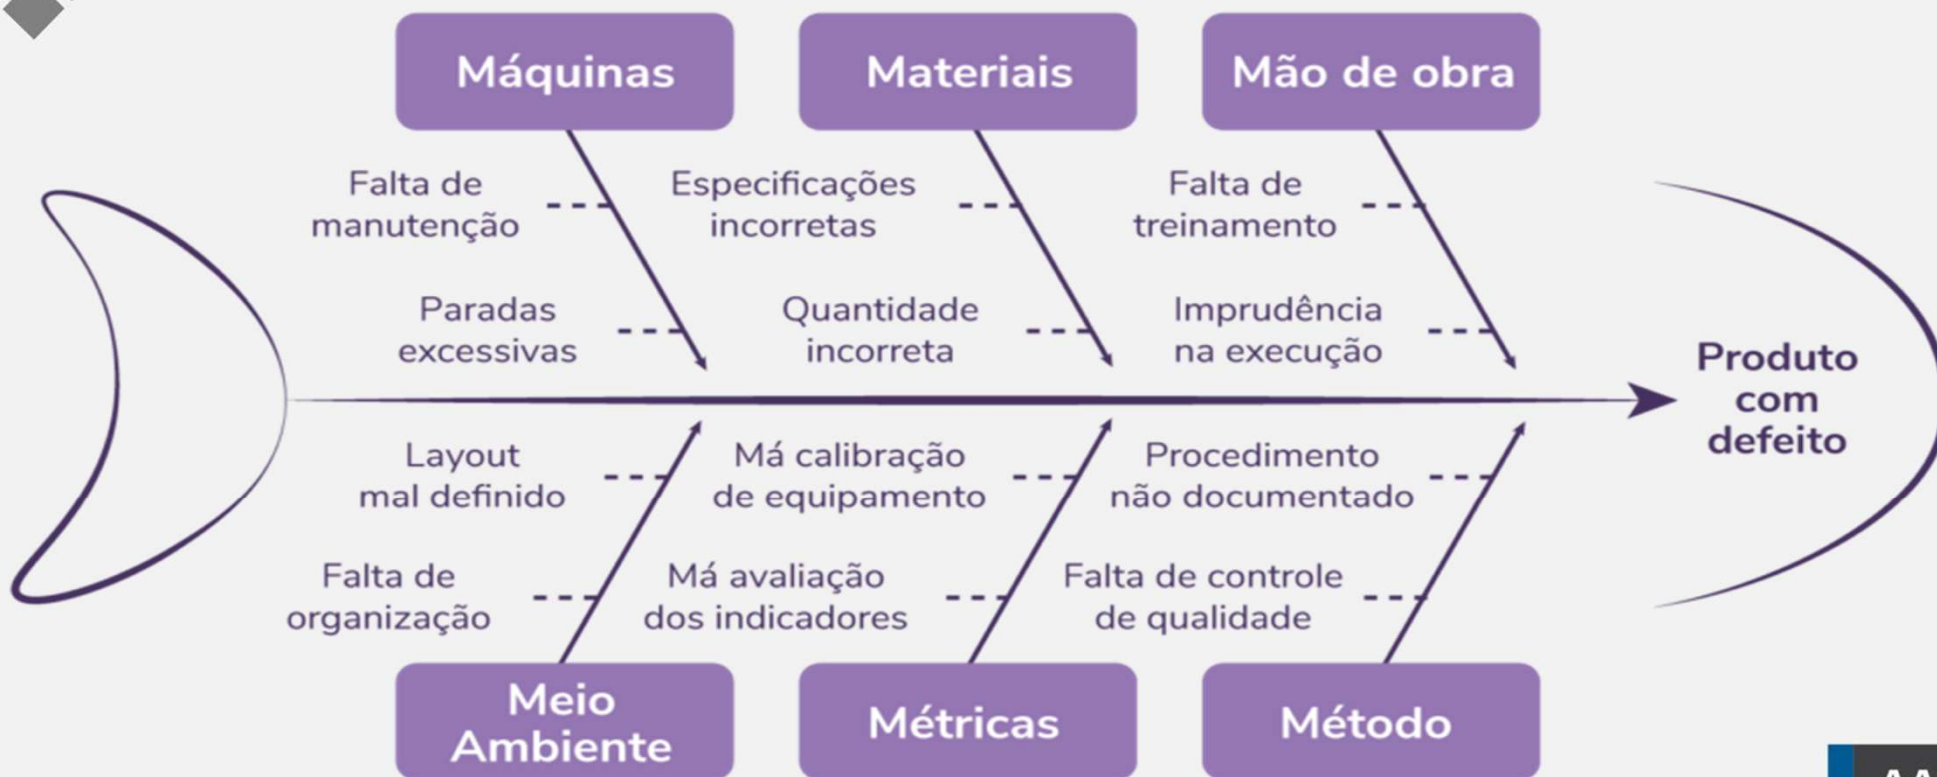 Máquinas
Materiais
Mão de obra
Falta de
manutenção
Especificações
incorretas
Falta de
treinamento
Paradas
excessivas
Quantidade
incorreta
Imprudência
na execução
Produto
com
defeito
Layout
mal definido
Má calibração
de equipamento
Procedimento
não documentado
Falta de
organização
Má avaliação
dos indicadores
Falta de controle
de qualidade
Meio
Ambiente
Métricas
Método